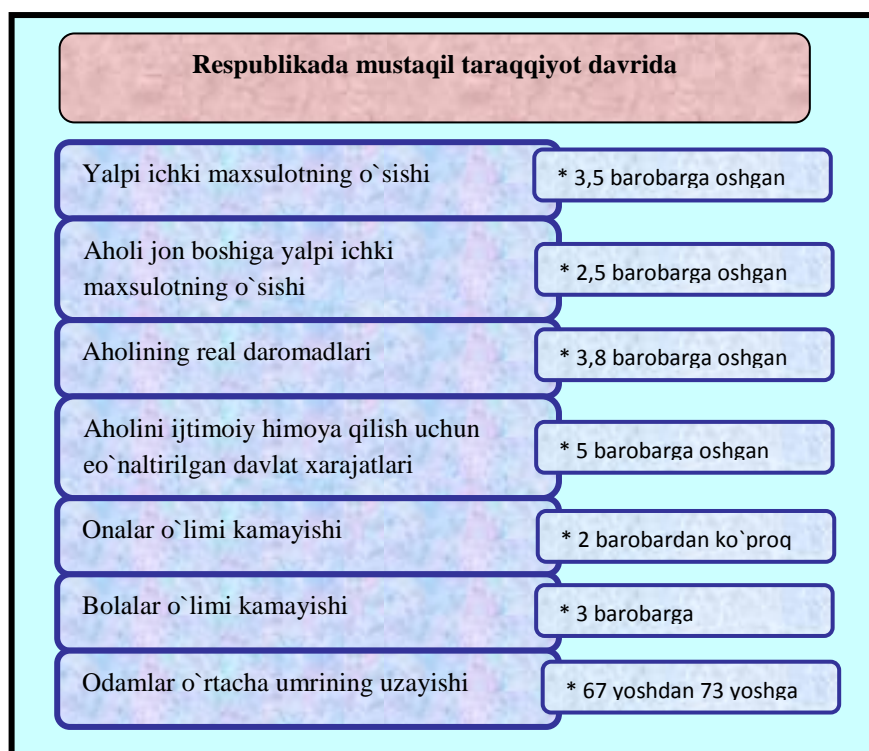 Respublikada mustaqil taraqqiyot davrida
Yalpi ichki maxsulotning o`sishi
* 3,5 barobarga oshgan
Aholi jon boshiga yalpi ichki
maxsulotning o`sishi
* 2,5 barobarga oshgan
Aholining real daromadlari
* 3,8 barobarga oshgan
Aholini ijtimoiy himoya qilish uchun
eo`naltirilgan davlat xarajatlari
* 5 barobarga oshgan
Onalar o`limi kamayishi
* 2 barobardan ko`proq
Bolalar o`limi kamayishi
* 3 barobarga
Odamlar o`rtacha umrining uzayishi
* 67 yoshdan 73 yoshga